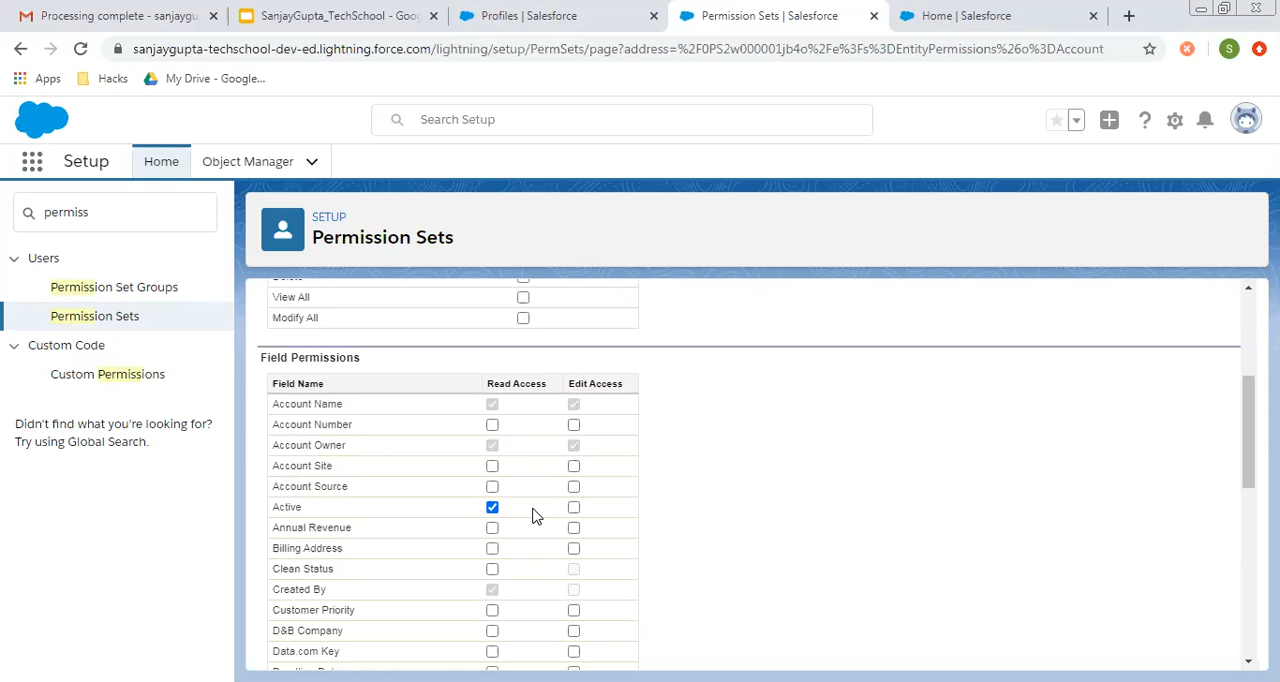 Processing complete - sanjaygu
SanjayGupta_TechSchool - Goog
Profiles | Salesforce
Permission Sets | Salesforce
Home | Salesforce
sanjaygupta-techschool-dev-ed.lightning.force.com/lightning/setup/PermSets/page?address=%2F0PS2w000001jb4o%2Fe%3Fs%3DEntityPermissions%26o%3DAccount
S
Apps
Hacks
My Drive - Google...
Search Setup
Setup
Home
Object Manager
permiss
SETUP
Permission Sets
Users
Permission Set Groups
Permission Sets
Custom Code
Custom Permissions
Didn't find what you're looking for?
Try using Global Search.
View All
Modify All
Field Permissions
Field Name Read Access Edit Access
Account Name
Account Number
Account Owner
Account Site
Account Source
Active
Annual Revenue
Billing Address
Clean Status
Created By
Customer Priority
D&B Company
Data.com Key